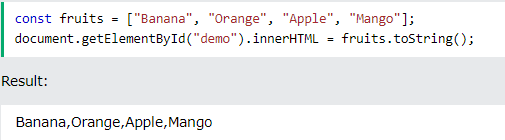 const fruits = ["Banana", "Orange", "Apple", "Mango"];
document.getElementById("demo").innerHTML = fruits.toString();
Result:
Banana,Orange,Apple,Mango